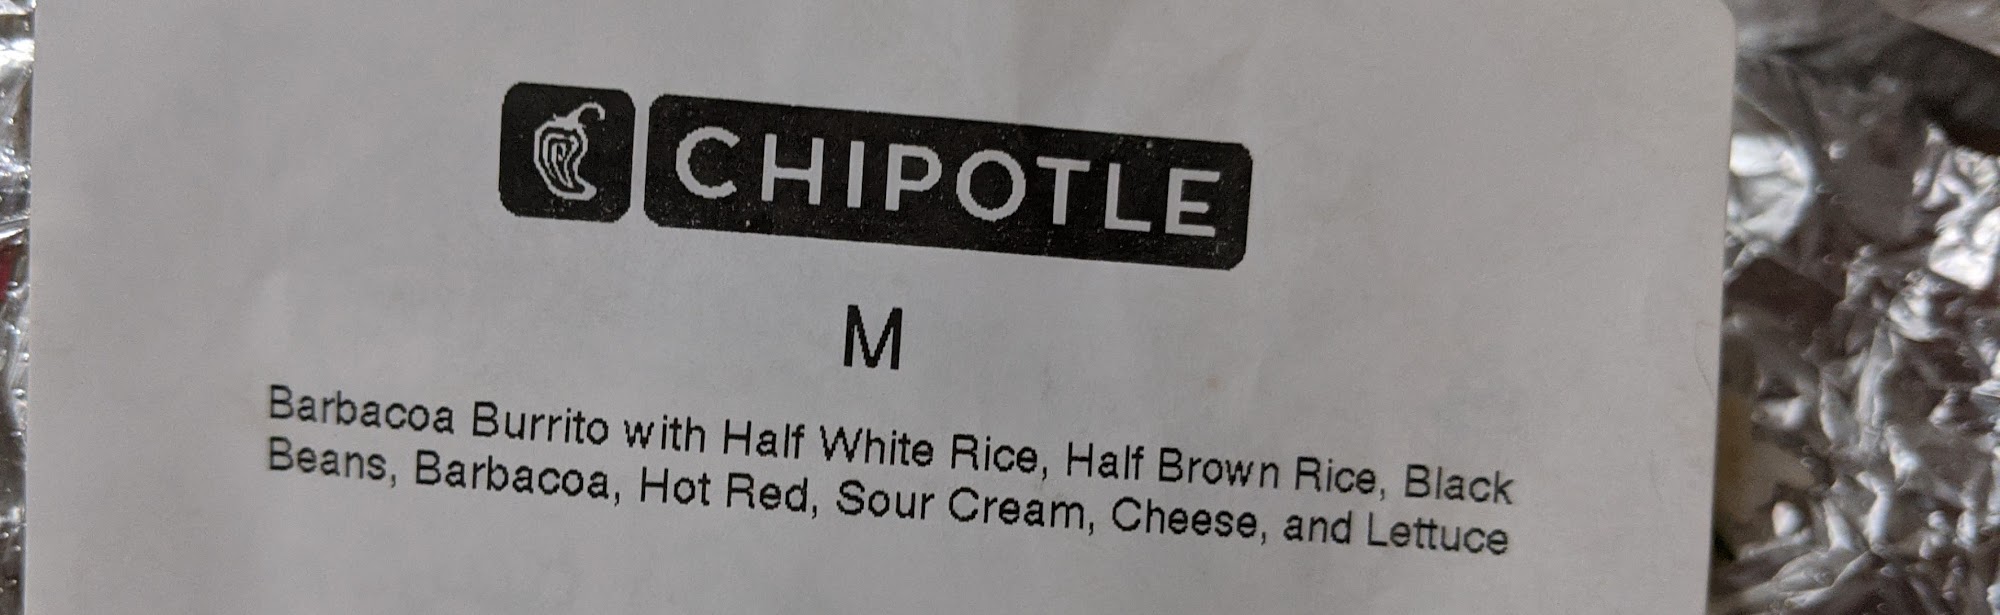 CHIPOTLE
M
Barbacoa Burrito with Half White Rice, Half Brown Rice, Black
Beans, Barbacoa, Hot Red, Sour Cream, Cheese, and Lettuce